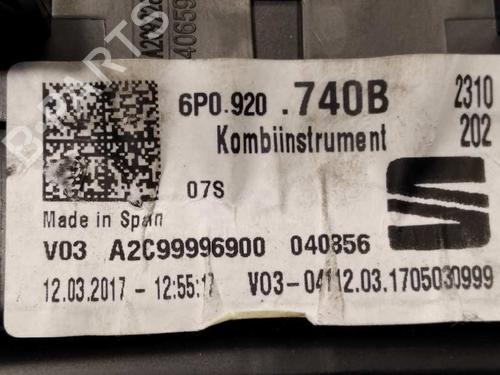 6P0.920 .740B 2310
Kombiinstrument 202
07S
Made in Spain
V03 A2C99996900 040856
12.03.2017 - 12:55:17 V03-04112.03.1705030999